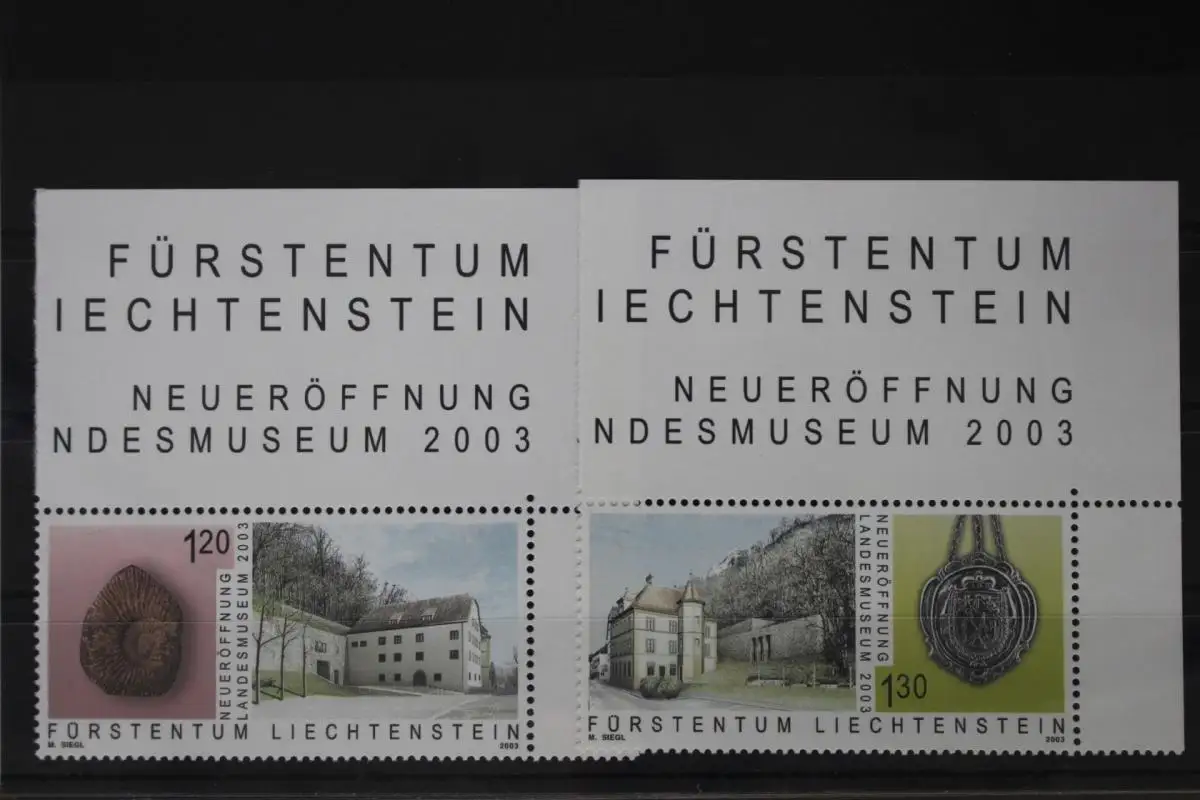 FÜRSTENTUM
IECHTENSTEIN
NEUERÖFFNUNG
NDESMUSEUM 2003
1.20
NEUERÖFFNUNG
LANDESMUSEUM 2003
FÜRSTENTUM LIECHTENSTEIN
M. SIEGL 2003
FÜRSTENTUM
IECHTENSTEIN
NEUERÖFFNUNG
NDESMUSEUM 2003
NEUERÖFFNUNG
LANDESMUSEUM 2003
1.30
FÜRSTENTUM LIECHTENSTEIN
M. SIEGL 2003